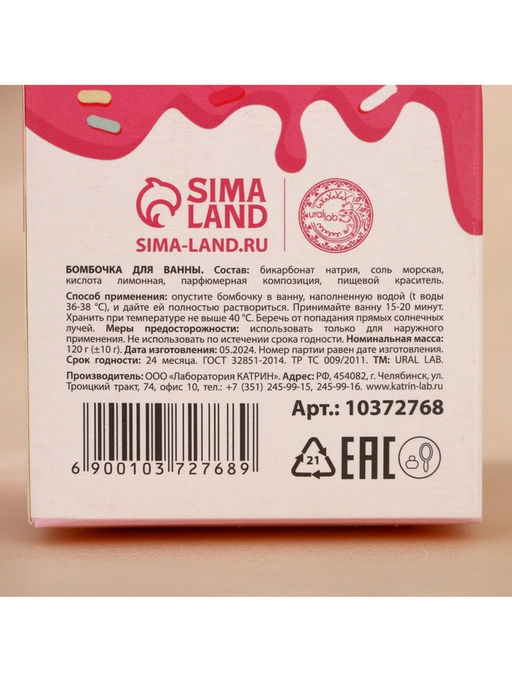 SIMA
LAND
SIMA-LAND.RU
ural lab
БОМБОЧКА ДЛЯ ВАННЫ. Состав: бикарбонат натрия, соль морская,
кислота лимонная, парфюмерная композиция, пищевой краситель.
Способ применения: опустите бомбочку в ванну, наполненную водой (t воды
36-38 °С), и дайте ей полностью раствориться. Принимайте ванну 15-20 минут.
Хранить при температуре не выше 40 °С. Беречь от попадания прямых солнечных
лучей. Меры предосторожности: использовать только для наружного
применения. Не использовать по истечении срока годности. Номинальная масса:
120 г (±10 г). Дата изготовления: 05.2024. Номер партии равен дате изготовления.
Срок годности: 24 месяца. ГОСТ 32851-2014. ТР ТС 009/2011. ТМ: URAL LAB.
Производитель: ООО «Лаборатория КАТРИН». Адрес: РФ, 454082, г. Челябинск, ул.
Троицкий тракт, 74, офис 10, тел.: +7 (351) 245-99-15, 245-99-16. www.katrin-lab.ru
Арт.: 10372768
6 900103 727689
21
EAC